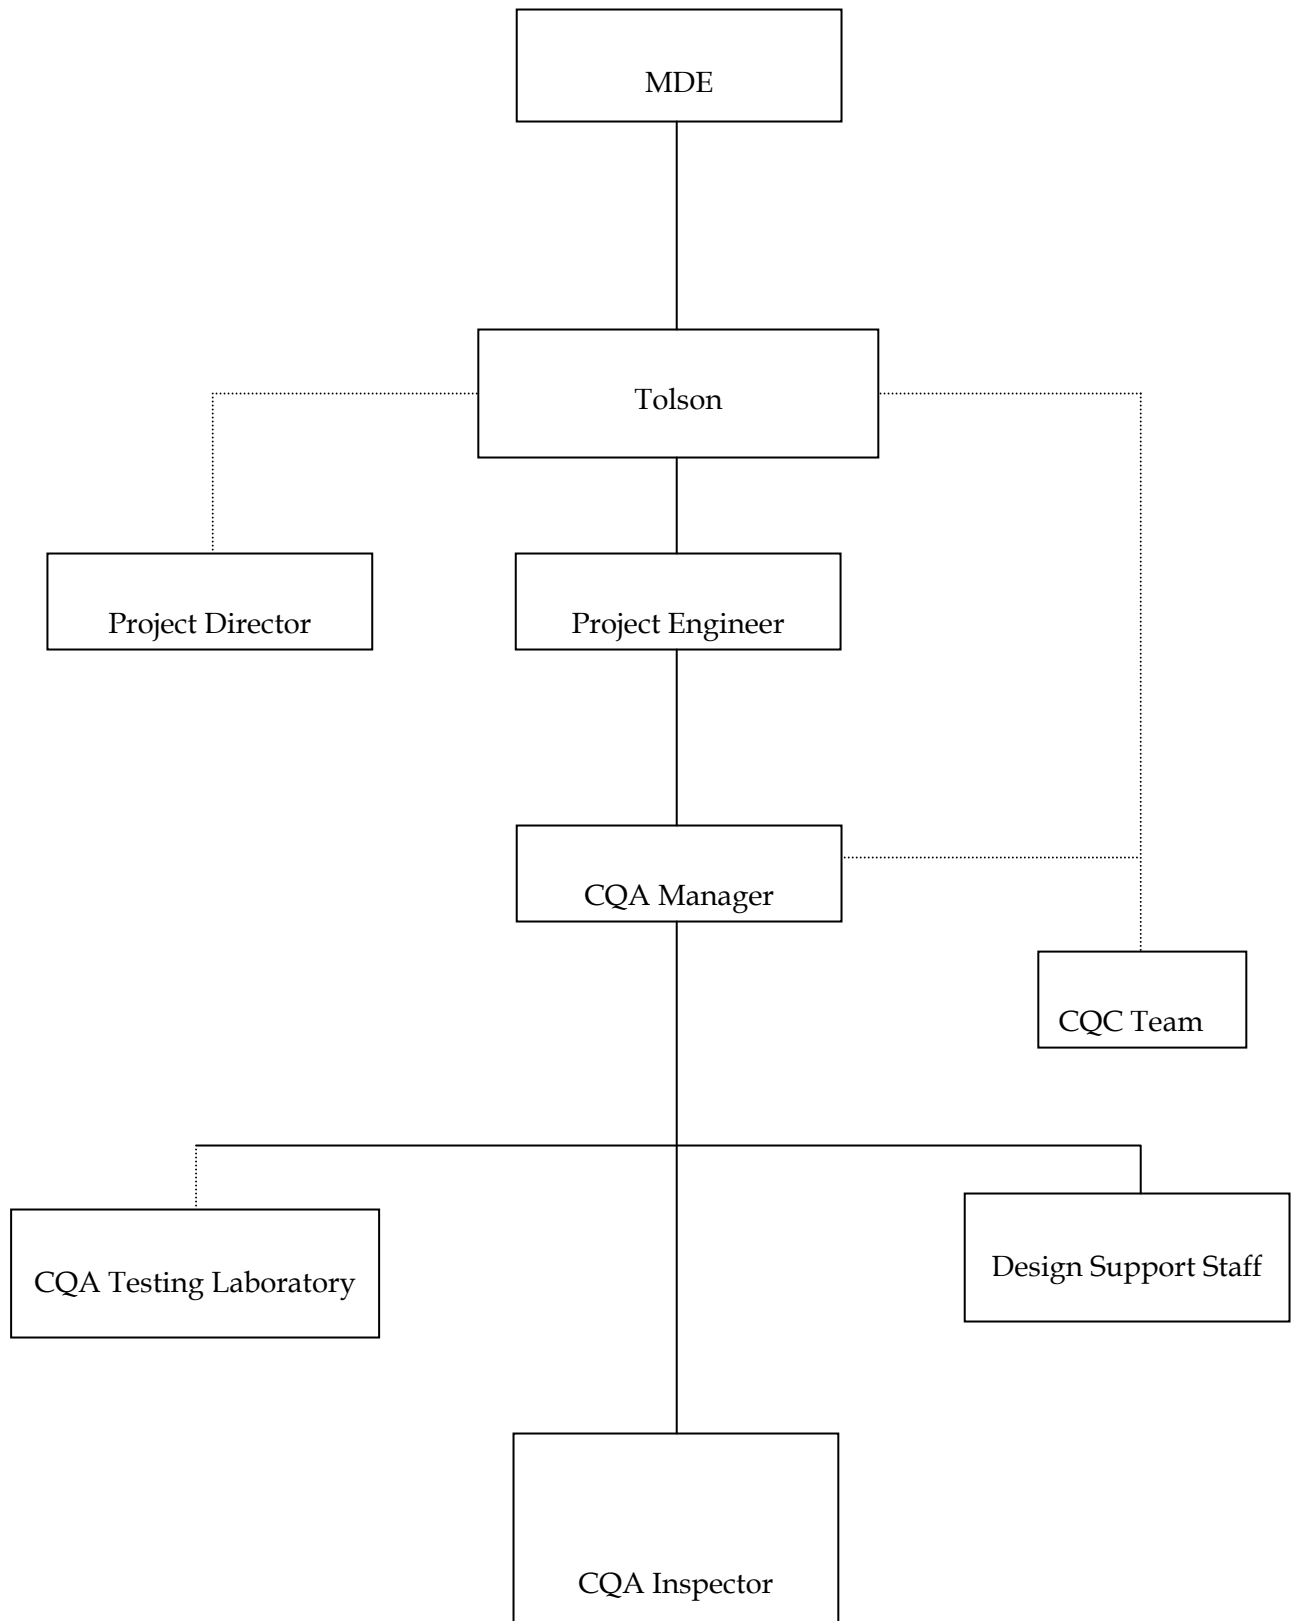 MDE
Tolson
Project Director
Project Engineer
CQA Manager
CQC Team
CQA Testing Laboratory
Design Support Staff
CQA Inspector